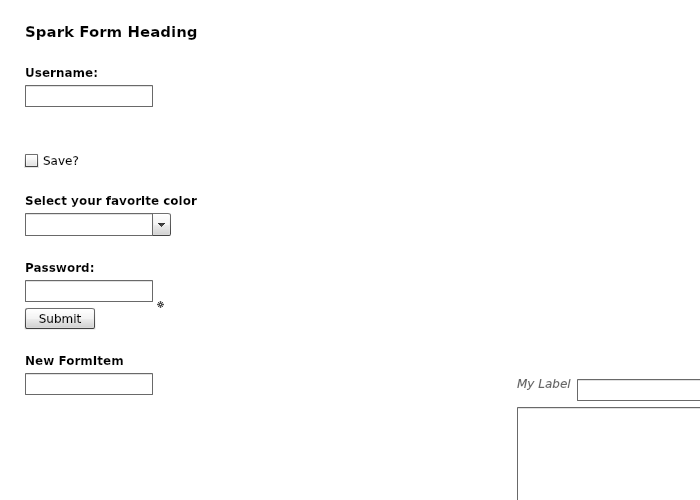 Spark Form Heading
Username:
Save?
Select your favorite color
Password:
Submit
New FormItem
My Label